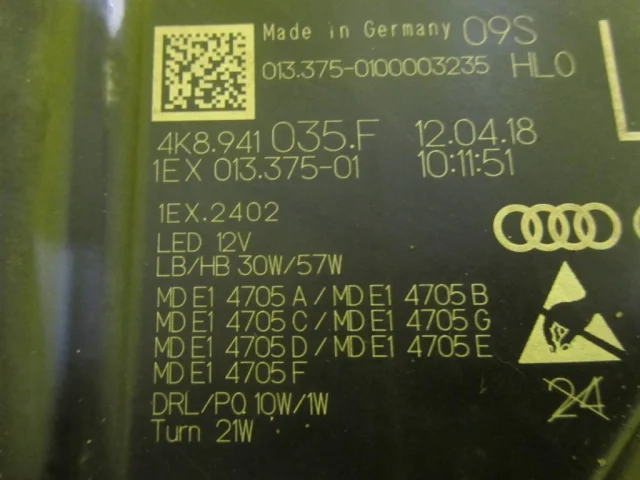 Made in Germany 09S
013.375-0100003235 HL0
4K8.941 035.F 12.04.18
1EX 013.375-01 10:11:51
1EX.2402
LED 12V
LB/HB 30W/57W
MD E1 4705 A / MD E1 4705 B
MD E1 4705 C / MD E1 4705 G
MD E1 4705 D / MD E1 4705 E
MD E1 4705 F
24
DRL/PO 10W/1W
Turn 21W
L